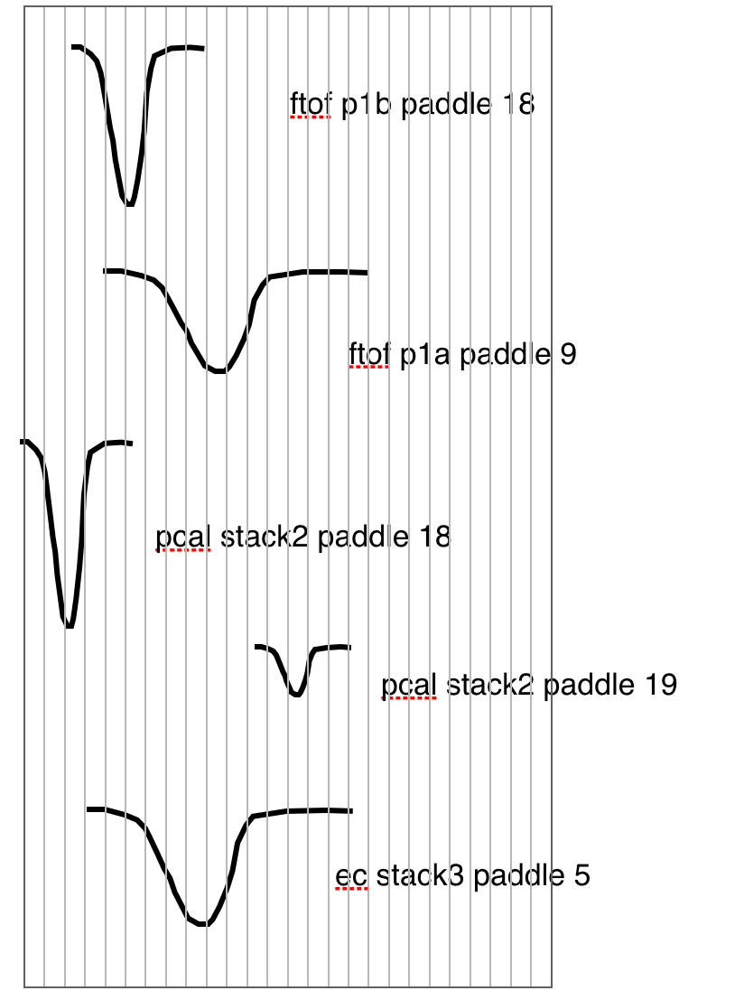 ftof p1b paddle 18
ftof p1a paddle 9
pcal stack2 paddle 18
pcal stack2 paddle 19
ec stack3 paddle 5